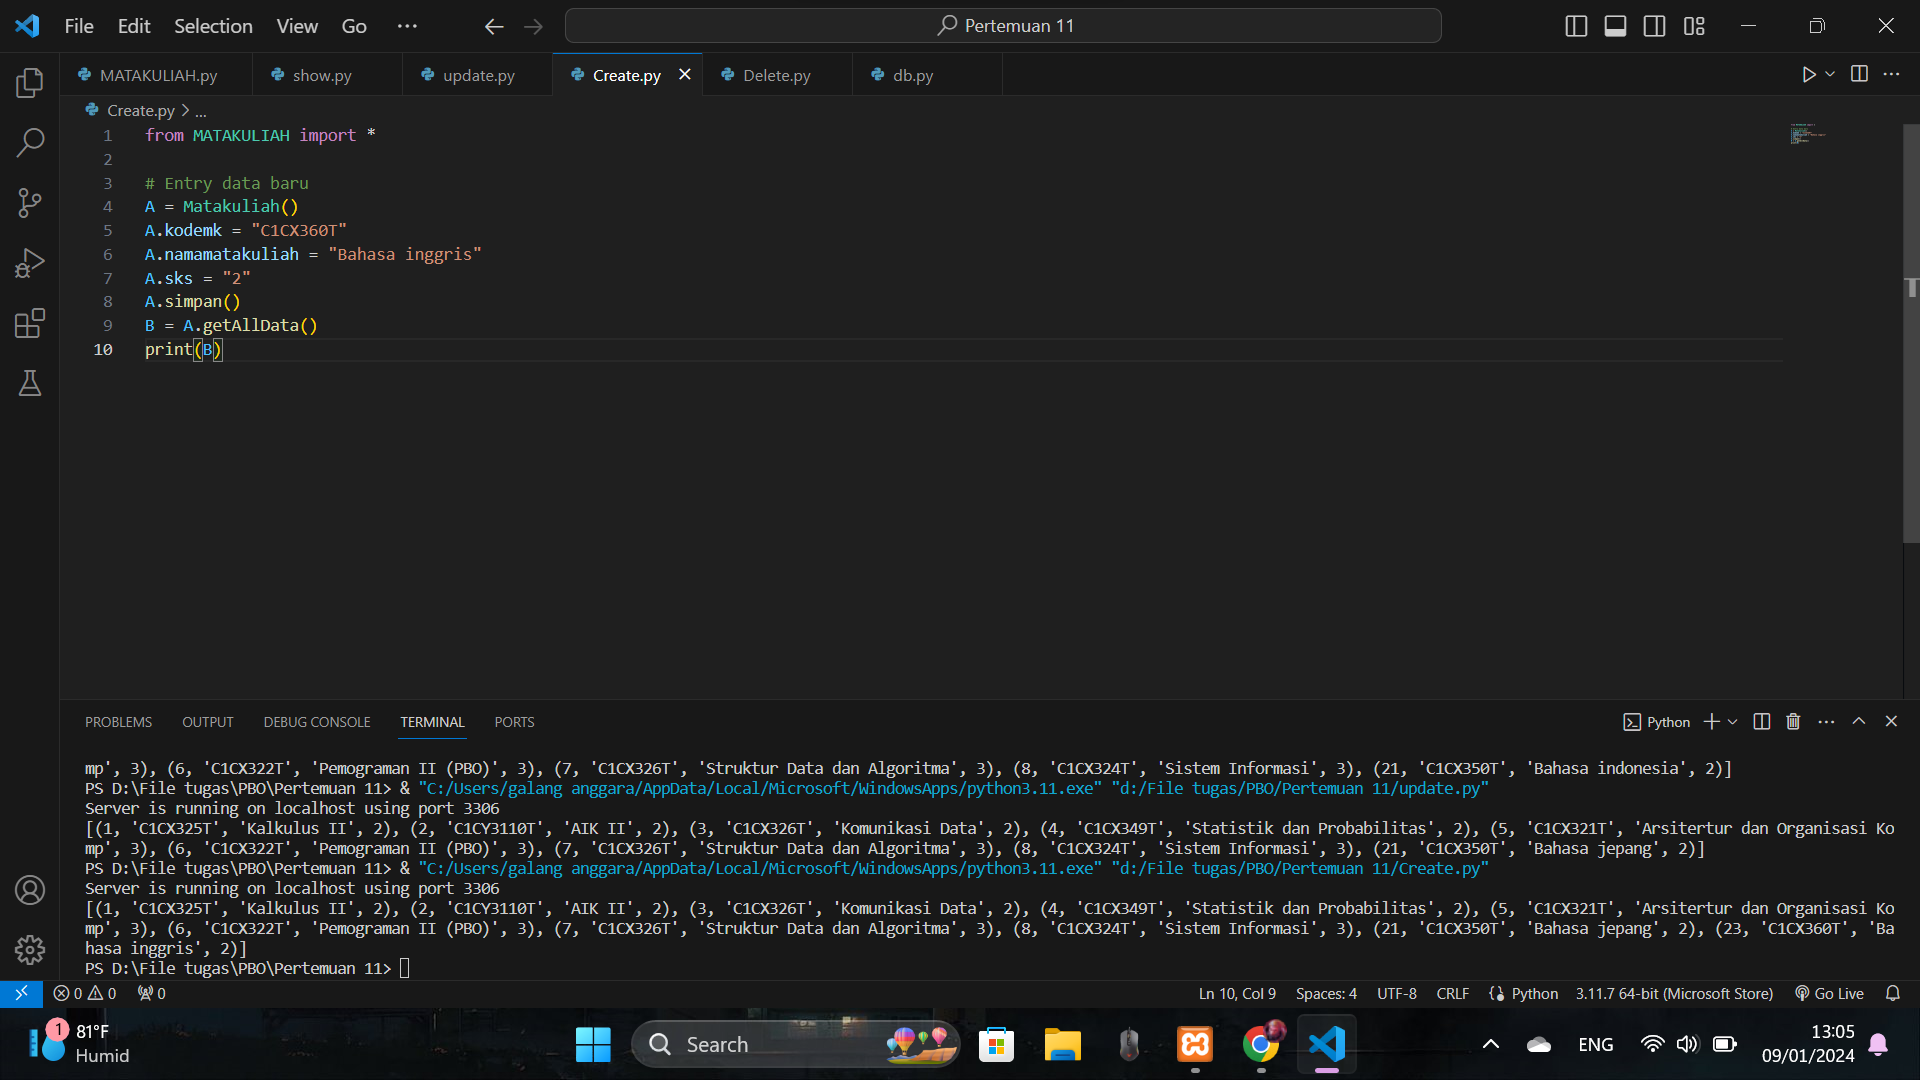 File Edit Selection View Go ··· Pertemuan 11
MATAKULIAH.py show.py update.py Create.py Delete.py db.py
Create.py > ...
1 from MATAKULIAH import *
2
3 # Entry data baru
4 A = Matakuliah()
5 A.kodemk = "C1CX360T"
6 A.namamatakuliah = "Bahasa inggris"
7 A.sks = "2"
8 A.simpan()
9 B = A.getAllData()
10 print(B)
PROBLEMS OUTPUT DEBUG CONSOLE TERMINAL PORTS Python
mp', 3), (6, 'C1CX322T', 'Pemograman II (PBO)', 3), (7, 'C1CX326T', 'Struktur Data dan Algoritma', 3), (8, 'C1CX324T', 'Sistem Informasi', 3), (21, 'C1CX350T', 'Bahasa indonesia', 2)]
PS D:\File tugas\PBO\Pertemuan 11> & "C:/Users/galang anggara/AppData/Local/Microsoft/WindowsApps/python3.11.exe" "d:/File tugas/PBO/Pertemuan 11/update.py"
Server is running on localhost using port 3306
[(1, 'C1CX325T', 'Kalkulus II', 2), (2, 'C1CY3110T', 'AIK II', 2), (3, 'C1CX326T', 'Komunikasi Data', 2), (4, 'C1CX349T', 'Statistik dan Probabilitas', 2), (5, 'C1CX321T', 'Arsitertur dan Organisasi Ko
mp', 3), (6, 'C1CX322T', 'Pemograman II (PBO)', 3), (7, 'C1CX326T', 'Struktur Data dan Algoritma', 3), (8, 'C1CX324T', 'Sistem Informasi', 3), (21, 'C1CX350T', 'Bahasa jepang', 2)]
PS D:\File tugas\PBO\Pertemuan 11> & "C:/Users/galang anggara/AppData/Local/Microsoft/WindowsApps/python3.11.exe" "d:/File tugas/PBO/Pertemuan 11/Create.py"
Server is running on localhost using port 3306
[(1, 'C1CX325T', 'Kalkulus II', 2), (2, 'C1CY3110T', 'AIK II', 2), (3, 'C1CX326T', 'Komunikasi Data', 2), (4, 'C1CX349T', 'Statistik dan Probabilitas', 2), (5, 'C1CX321T', 'Arsitertur dan Organisasi Ko
mp', 3), (6, 'C1CX322T', 'Pemograman II (PBO)', 3), (7, 'C1CX326T', 'Struktur Data dan Algoritma', 3), (8, 'C1CX324T', 'Sistem Informasi', 3), (21, 'C1CX350T', 'Bahasa jepang', 2), (23, 'C1CX360T', 'Ba
hasa inggris', 2)]
PS D:\File tugas\PBO\Pertemuan 11>
0 0 0 Ln 10, Col 9 Spaces: 4 UTF-8 CRLF Python 3.11.7 64-bit (Microsoft Store) Go Live
1 81°F Search ENG 13:05
Humid 09/01/2024